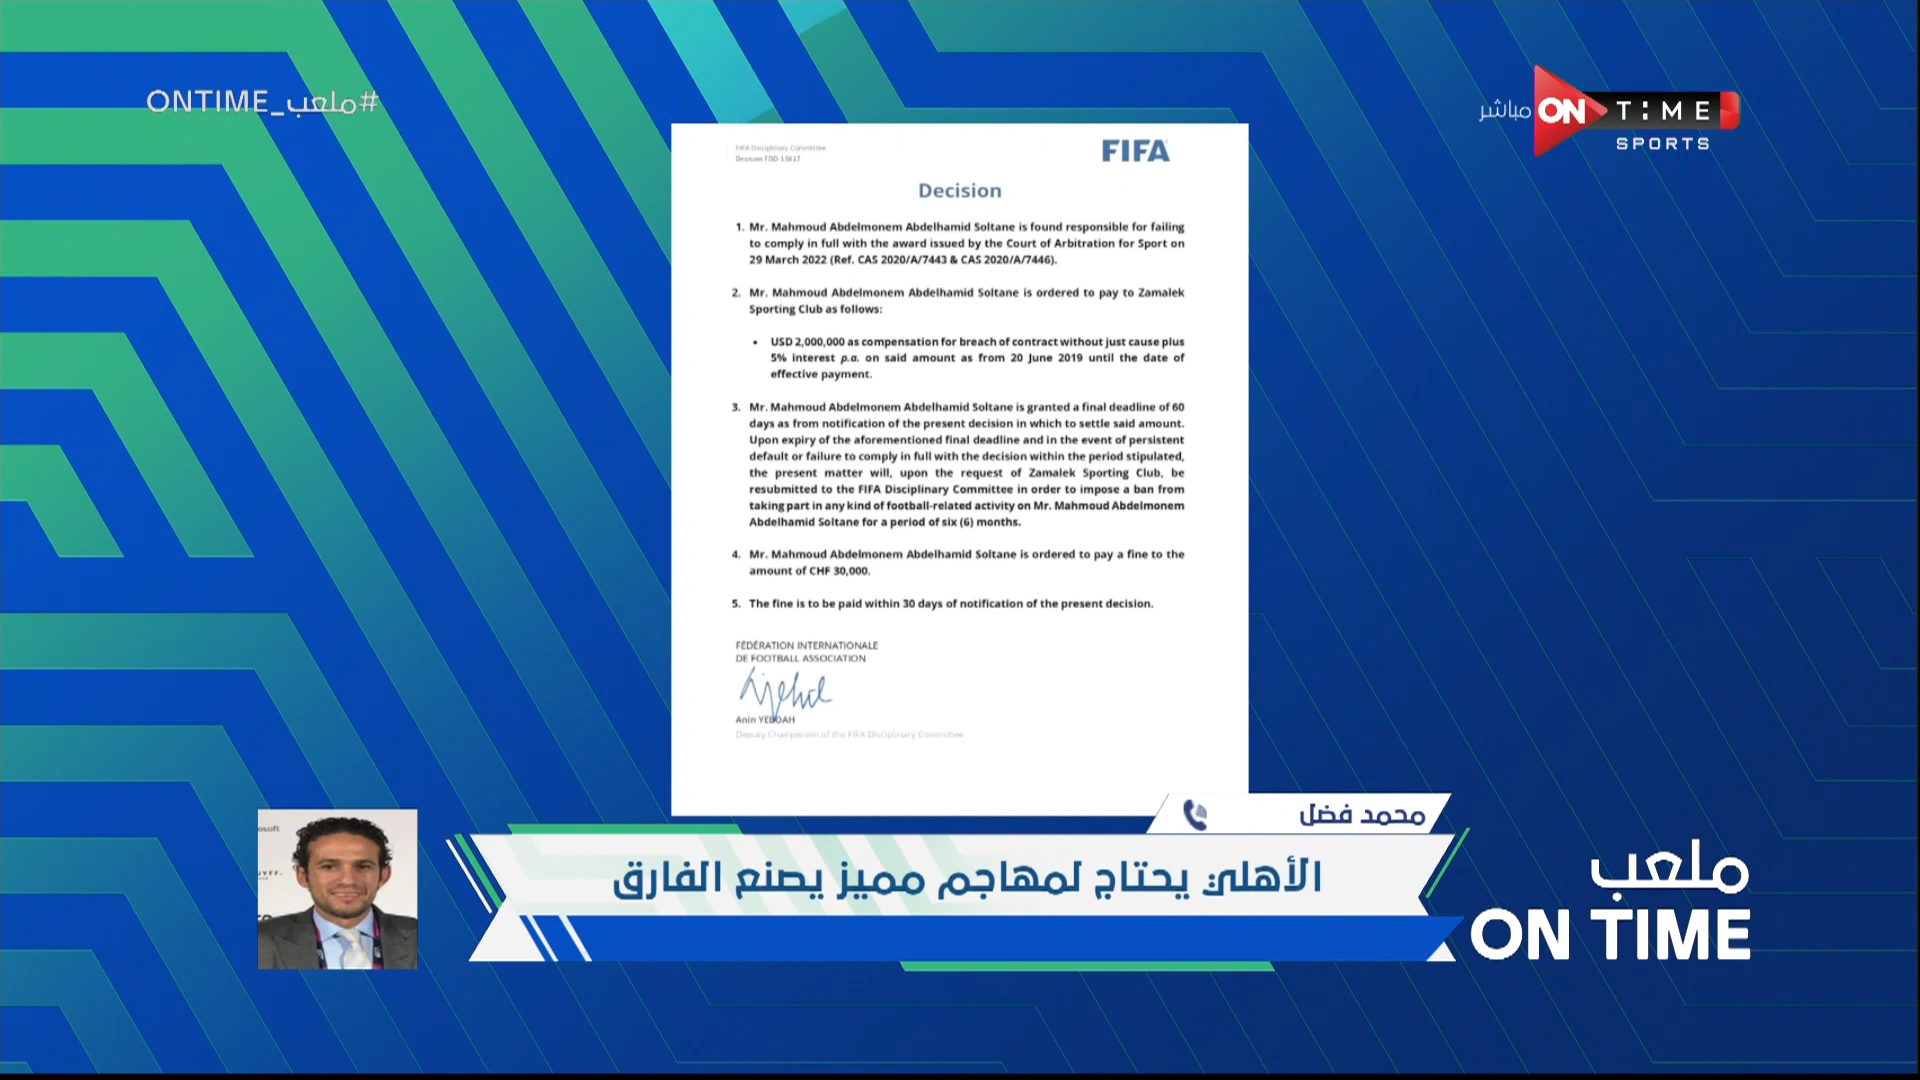 #ملعب_ONTIME
مباشر ON TIME
SPORTS
FIFA Disciplinary Committee
Decision FDD-13417
FIFA
Decision
1. Mr. Mahmoud Abdelmonem Abdelhamid Soltane is found responsible for failing
to comply in full with the award issued by the Court of Arbitration for Sport on
29 March 2022 (Ref. CAS 2020/A/7443 & CAS 2020/A/7446).
2. Mr. Mahmoud Abdelmonem Abdelhamid Soltane is ordered to pay to Zamalek
Sporting Club as follows:
• USD 2,000,000 as compensation for breach of contract without just cause plus
5% interest p.a. on said amount as from 20 June 2019 until the date of
effective payment.
3. Mr. Mahmoud Abdelmonem Abdelhamid Soltane is granted a final deadline of 60
days as from notification of the present decision in which to settle said amount.
Upon expiry of the aforementioned final deadline and in the event of persistent
default or failure to comply in full with the decision within the period stipulated,
the present matter will, upon the request of Zamalek Sporting Club, be
resubmitted to the FIFA Disciplinary Committee in order to impose a ban from
taking part in any kind of football-related activity on Mr. Mahmoud Abdelmonem
Abdelhamid Soltane for a period of six (6) months.
4. Mr. Mahmoud Abdelmonem Abdelhamid Soltane is ordered to pay a fine to the
amount of CHF 30,000.
5. The fine is to be paid within 30 days of notification of the present decision.
FÉDÉRATION INTERNATIONALE
DE FOOTBALL ASSOCIATION
Anin YEBOAH
Deputy Chairperson of the FIFA Disciplinary Committee
محمد فضل
الأهلي يحتاج لمهاجم مميز يصنع الفارق
ملعب
ON TIME